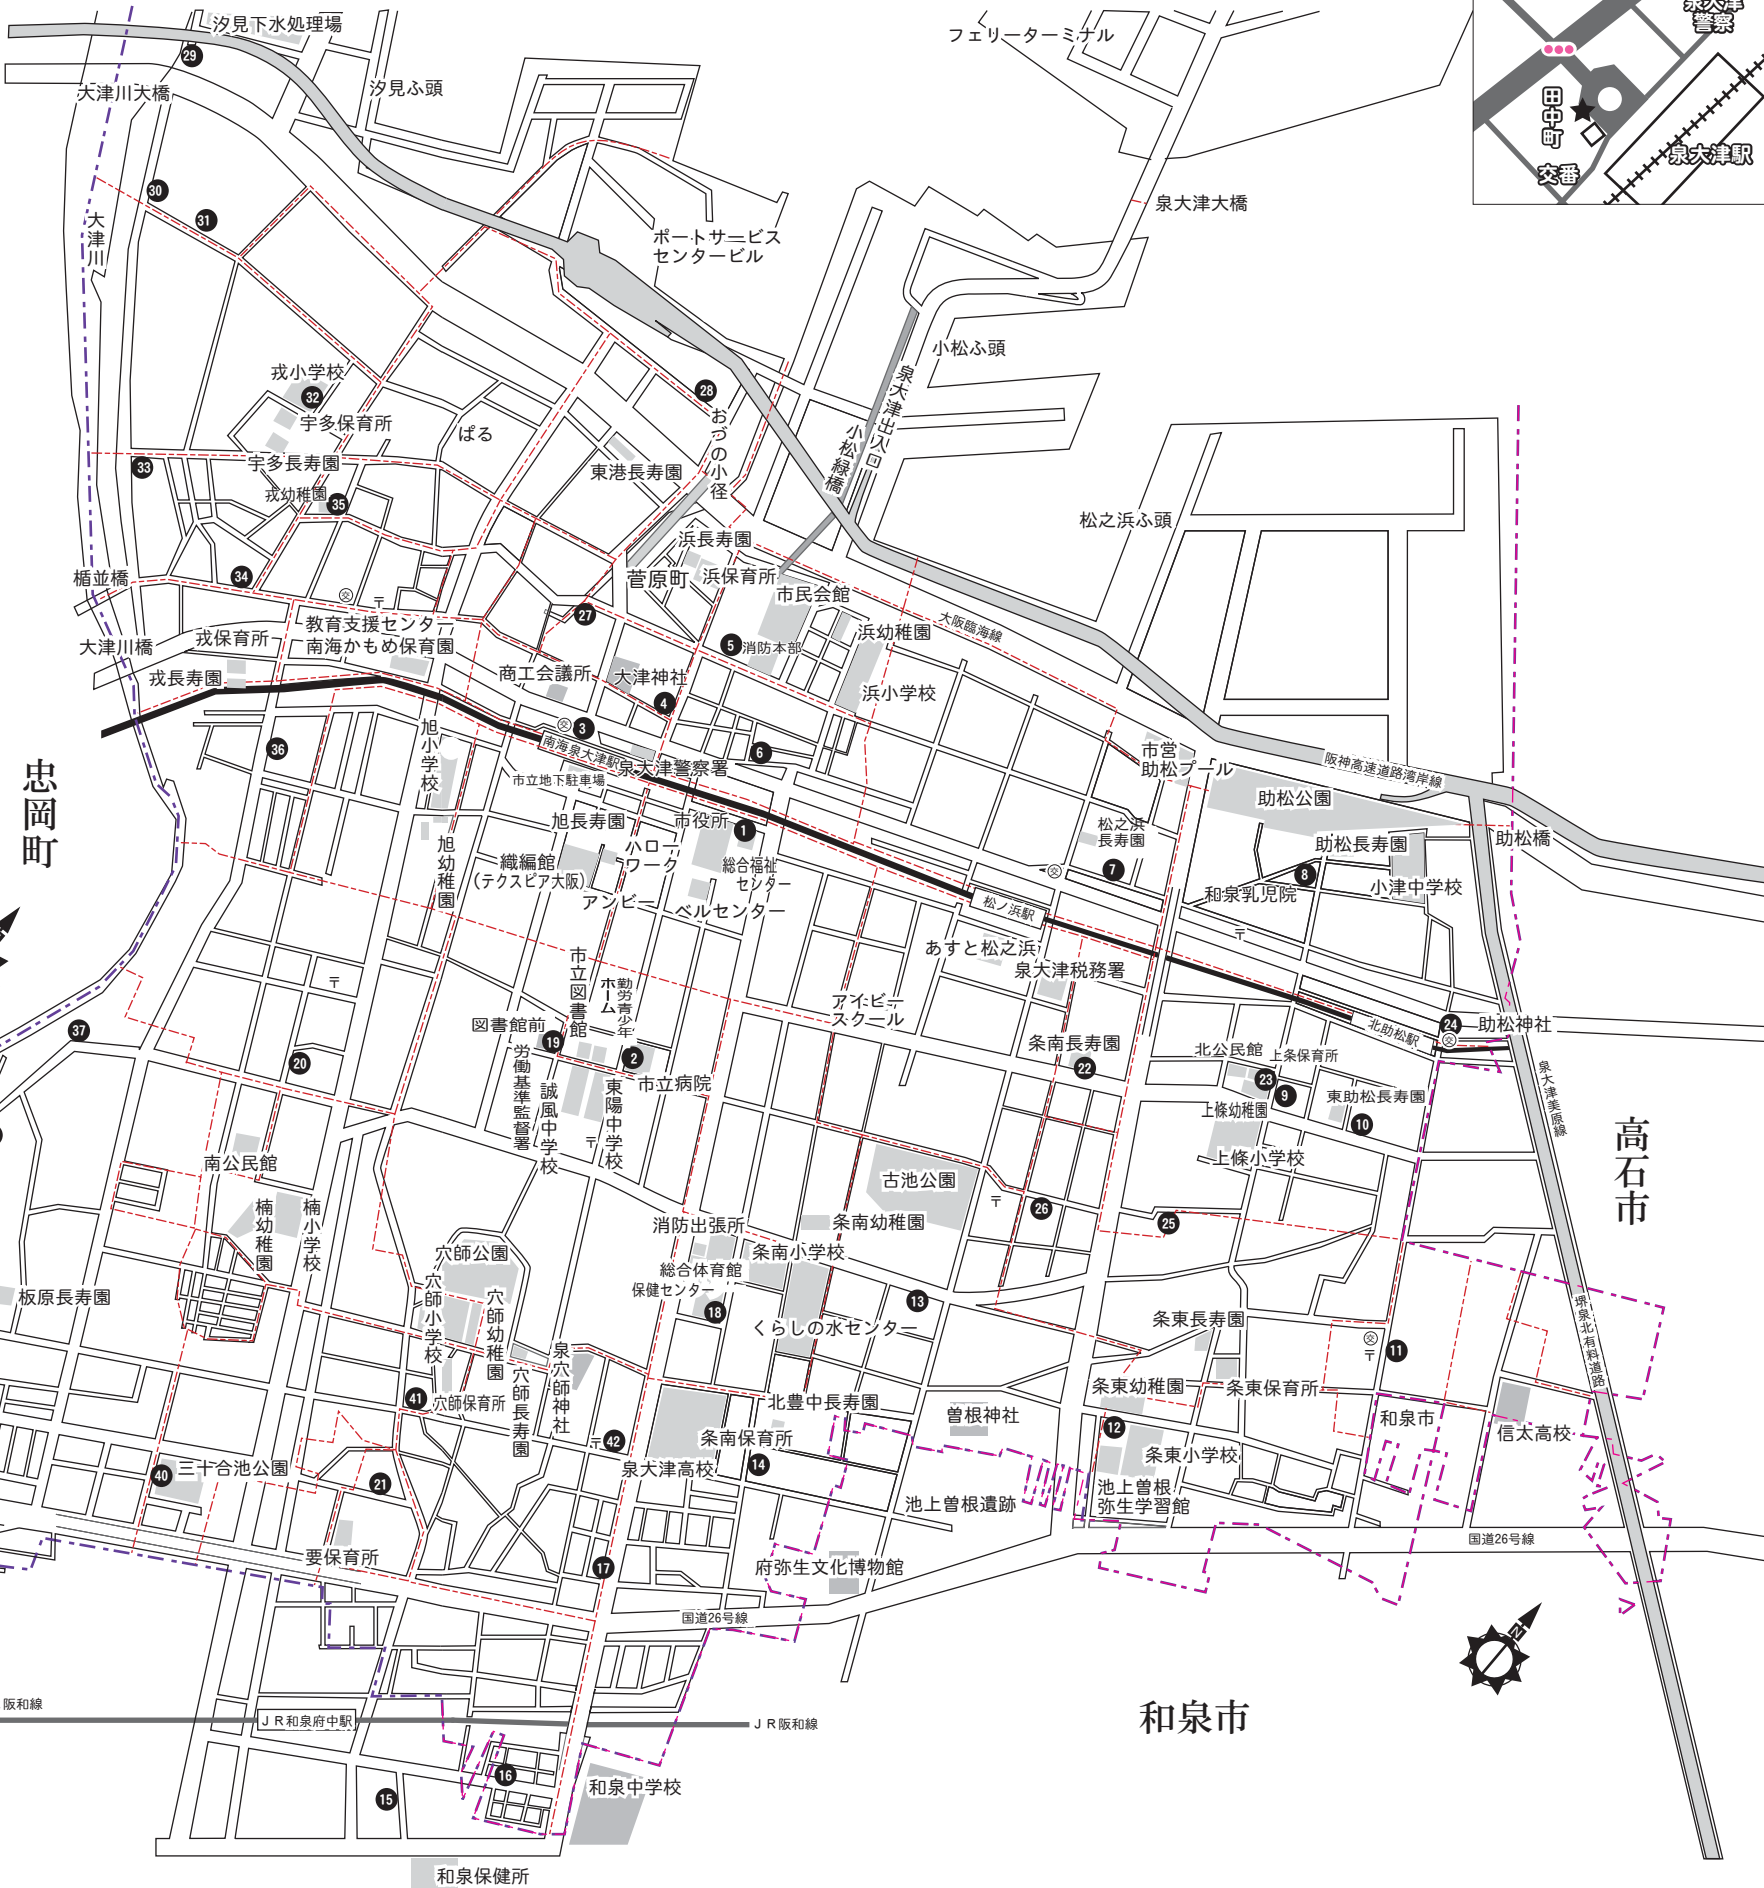 汐見下水処理場
29
大津川大橋
汐見ふ頭
フェリーターミナル
泉大津
警察
田中町
交番
泉大津駅
30
31
大津川
ポートサービス
センタービル
泉大津大橋
小松ふ頭
泉大津出入口
小松緑橋
戎小学校
32
宇多保育所
ぱる
28
おづの小径
33
宇多長寿園
戎幼稚園
35
東港長寿園
松之浜ふ頭
浜長寿園
楯並橋
34
交
〒
菅原町
浜保育所
市民会館
大阪臨海線
27
大津川橋
戎保育所
教育支援センター
南海かもめ保育園
5
消防本部
浜幼稚園
戎長寿園
商工会議所
大津神社
4
浜小学校
36
旭小学校
交
3
南海泉大津駅
6
市立地下駐車場
泉大津警察署
市営
助松プール
阪神高速道路湾岸線
助松公園
忠岡町
旭長寿園
市役所
1
松之浜
長寿園
助松長寿園
助松橋
旭幼稚園
織編館
(テクスピア大阪)
ハロー
ワーク
総合福祉
センター
交
7
8
小津中学校
アンビー
ベルセンター
松ノ浜駅
和泉乳児院
〒
あすと松之浜
泉大津税務署
市立図書館
勤労青少年
ホーム
〒
アイビー
スクール
37
図書館前
19
2
20
労働基準監督署
誠風中学校
東陽中学校
〒
市立病院
条南長寿園
22
北助松駅
24
交
助松神社
北公民館
上条保育所
23
9
東助松長寿園
10
上條幼稚園
上條小学校
泉大津美原線
高石市
南公民館
古池公園
〒
26
25
楠幼稚園
楠小学校
消防出張所
条南幼稚園
穴師公園
条南小学校
総合体育館
保健センター
18
13
くらしの水センター
板原長寿園
穴師小学校
穴師幼稚園
泉穴師神社
条東長寿園
交
〒
11
堺泉北有料道路
41
穴師保育所
穴師長寿園
北豊中長寿園
曽根神社
条東幼稚園
条東保育所
和泉市
信太高校
12
〒
42
条南保育所
14
泉大津高校
条東小学校
40
三十合池公園
21
池上曽根遺跡
池上曽根
弥生学習館
要保育所
17
府弥生文化博物館
国道26号線
国道26号線
N
和泉市
阪和線
JR和泉府中駅
JR阪和線
16
15
和泉中学校
和泉保健所